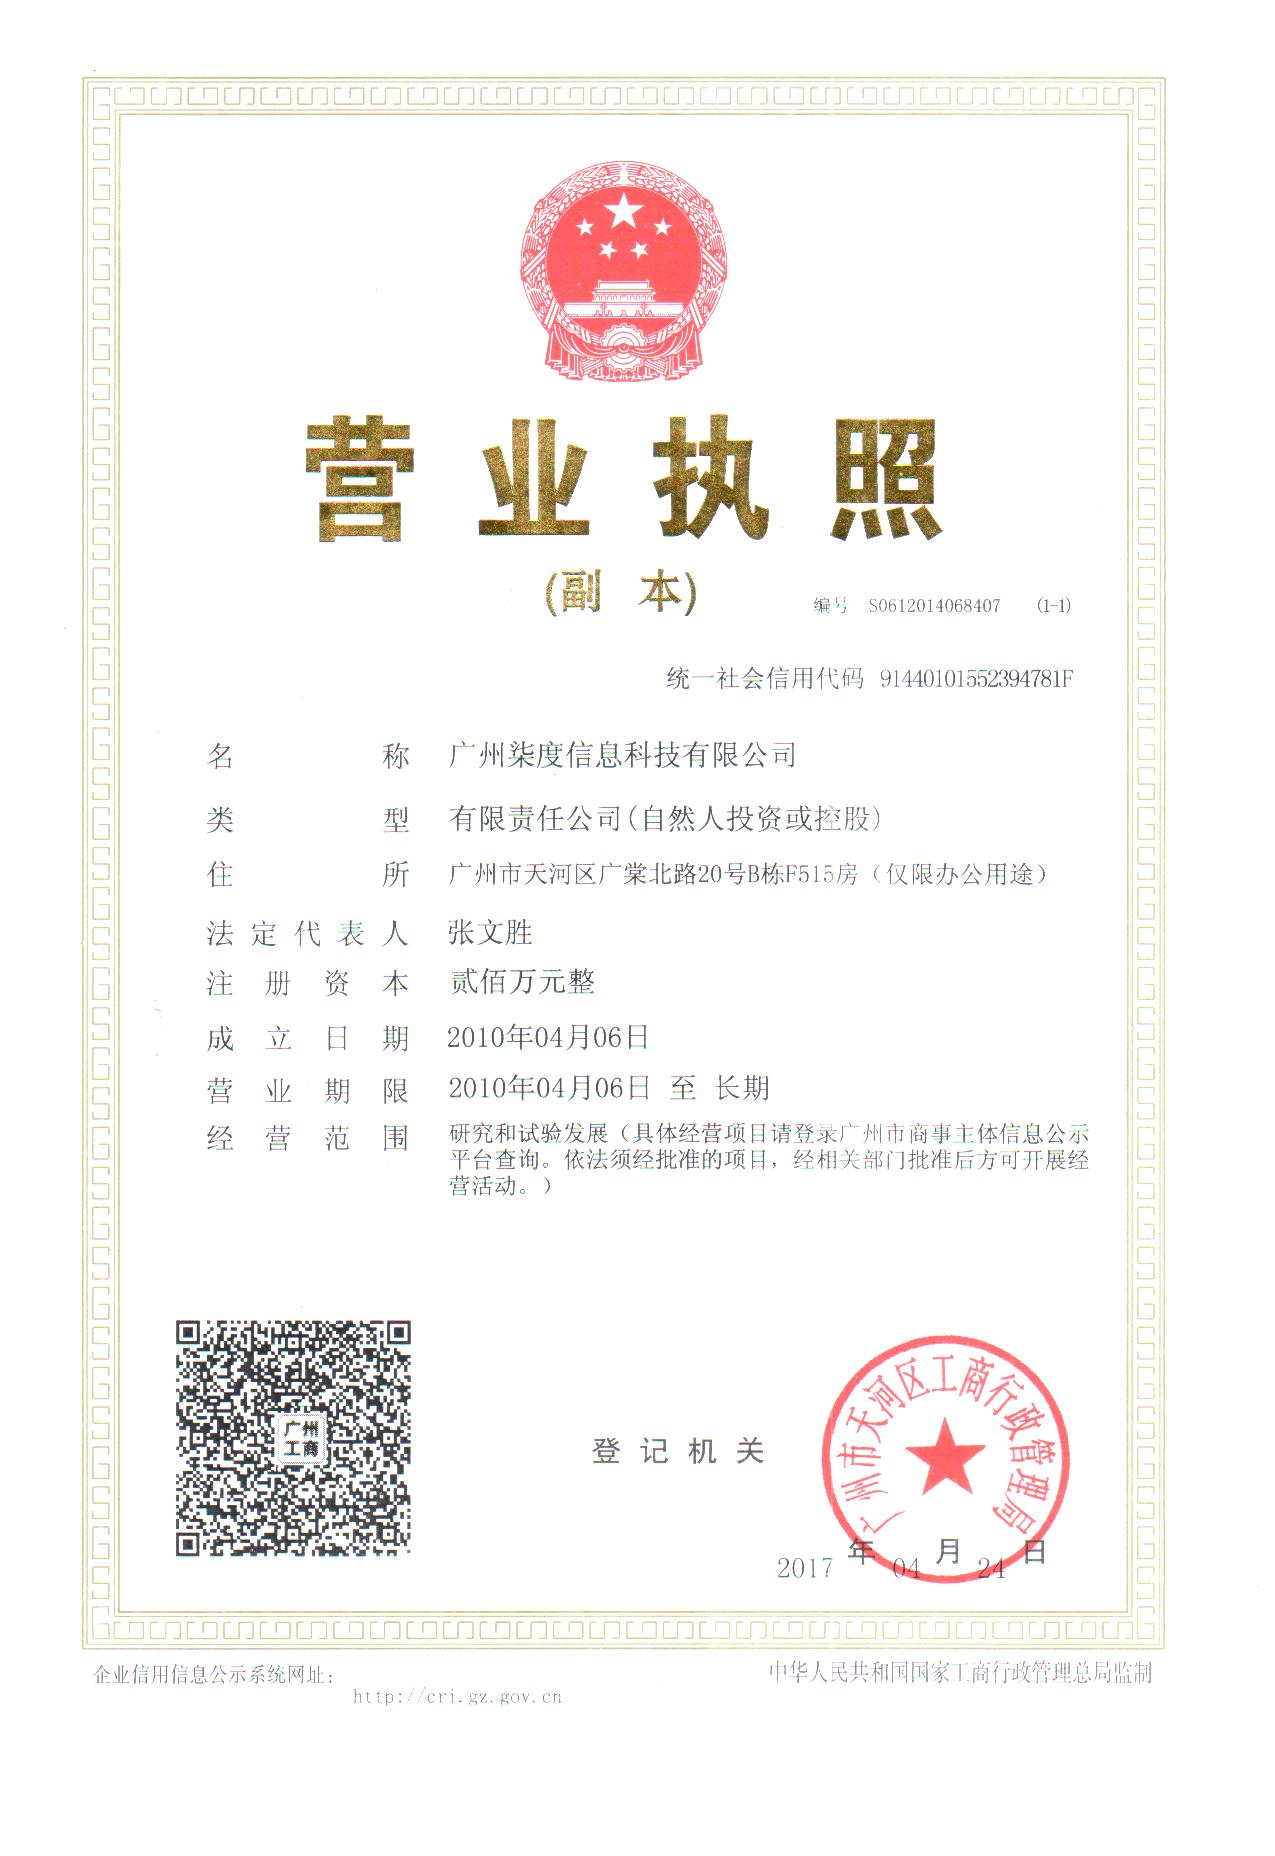 营业执照
(副 本)
编号 S0612014068407 (1-1)
统一社会信用代码 91440101552394781F
名称 广州柒度信息科技有限公司
类型 有限责任公司(自然人投资或控股)
住所 广州市天河区广棠北路20号B栋F515房（仅限办公用途）
法定代表人 张文胜
注册资本 贰佰万元整
成立日期 2010年04月06日
营业期限 2010年04月06日 至 长期
经营范围 研究和试验发展（具体经营项目请登录广州市商事主体信息公示
平台查询。依法须经批准的项目，经相关部门批准后方可开展经
营活动。）
广州
工商
登记机关
广州市天河区工商行政管理局
2017 年 04 月 24 日
企业信用信息公示系统网址：
http://cri.gz.gov.cn
中华人民共和国国家工商行政管理总局监制